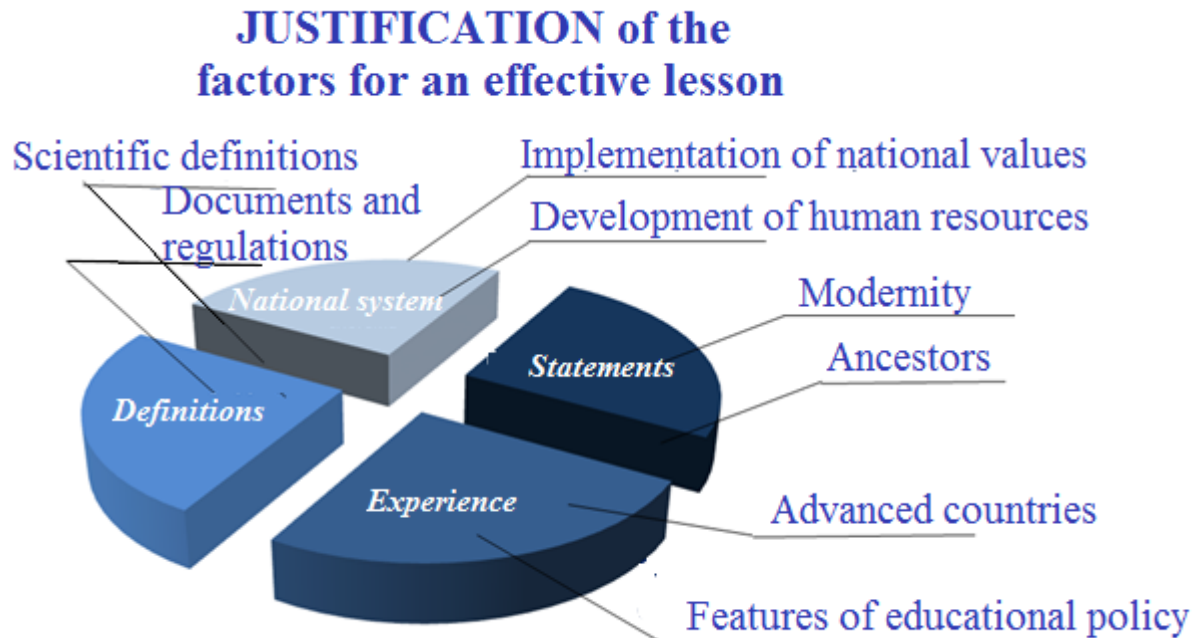 JUSTIFICATION of the
factors for an effective lesson
Scientific definitions
Implementation of national values
Documents and
regulations
Development of human resources
National system
Modernity
Statements
Ancestors
Definitions
Experience
Advanced countries
Features of educational policy